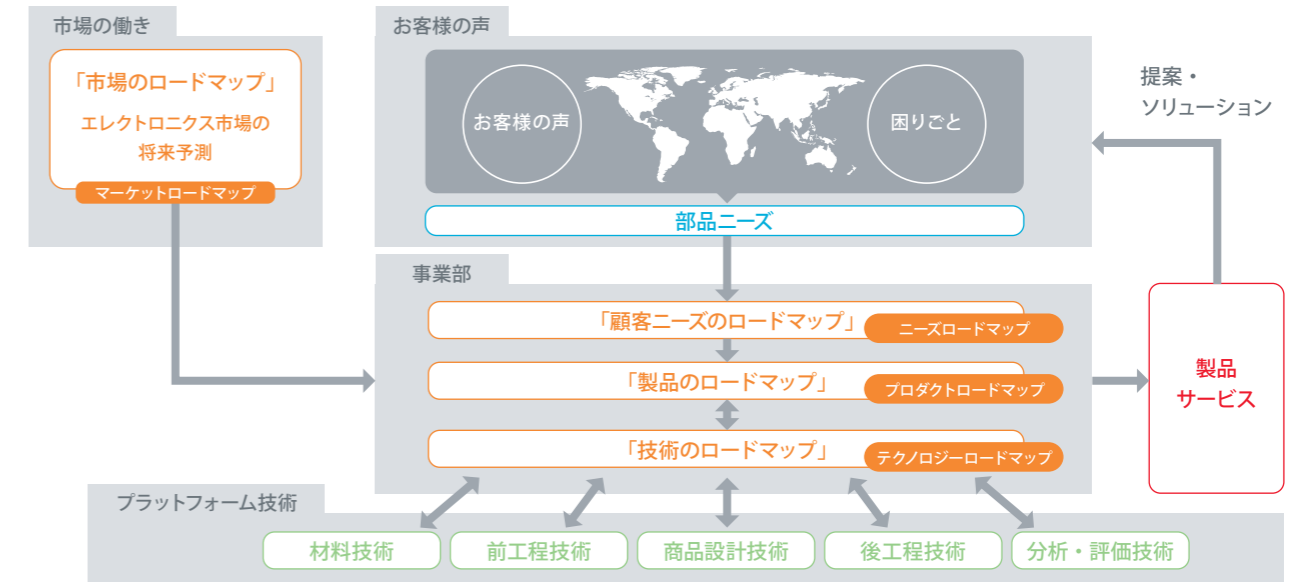 市場の働き
「市場のロードマップ」
エレクトロニクス市場の
将来予測
マーケットロードマップ
お客様の声
お客様の声
困りごと
部品ニーズ
提案・
ソリューション
事業部
「顧客ニーズのロードマップ」
ニーズロードマップ
「製品のロードマップ」
プロダクトロードマップ
「技術のロードマップ」
テクノロジーロードマップ
製品
サービス
プラットフォーム技術
材料技術
前工程技術
商品設計技術
後工程技術
分析・評価技術